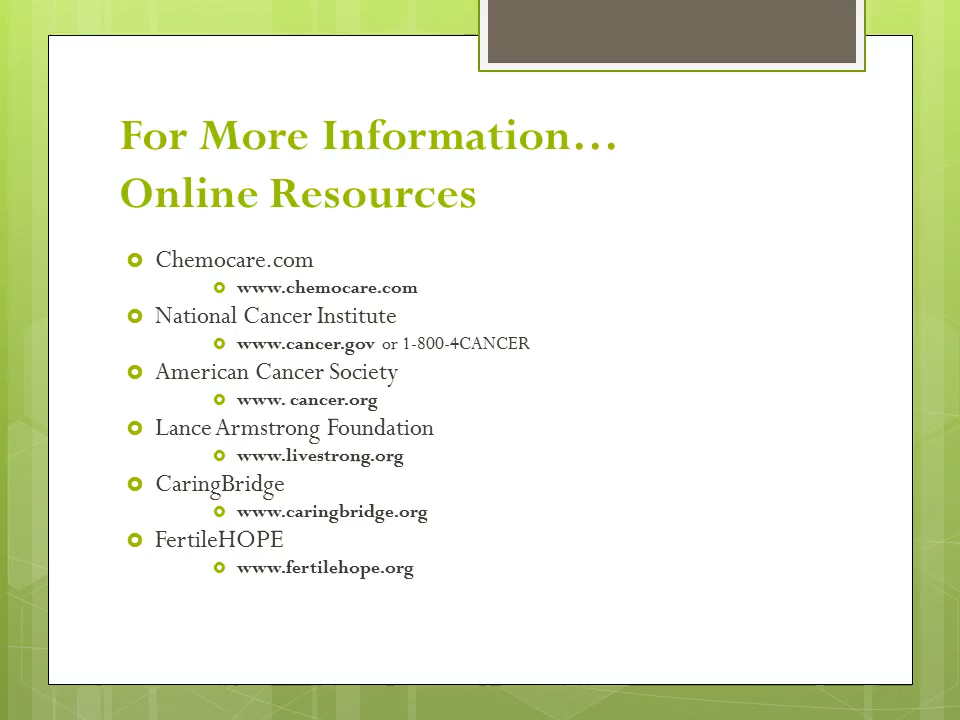 For More Information…
Online Resources
Chemocare.com
www.chemocare.com
National Cancer Institute
www.cancer.gov or 1-800-4CANCER
American Cancer Society
www. cancer.org
Lance Armstrong Foundation
www.livestrong.org
CaringBridge
www.caringbridge.org
FertileHOPE
www.fertilehope.org